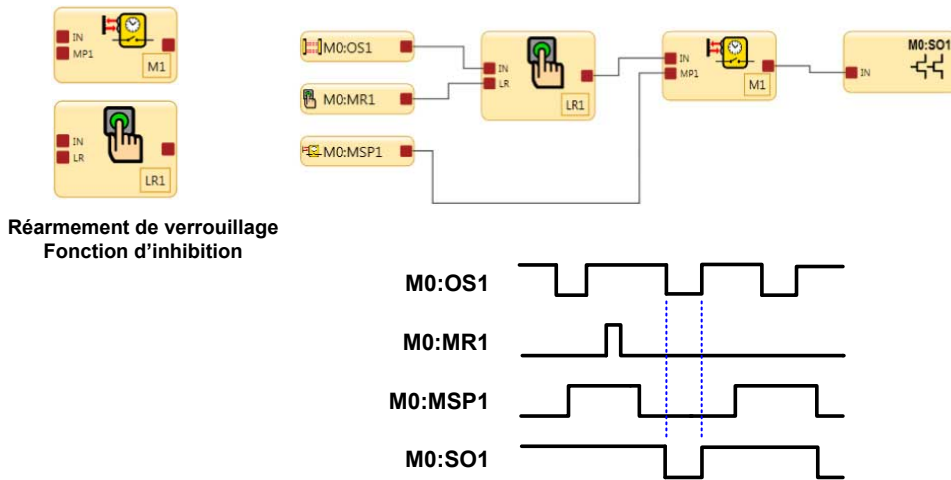 IN
MP1
M1
IN
LR
LR1
Réarmement de verrouillage
Fonction d'inhibition
M0:OS1
M0:MR1
M0:MSP1
IN
LR
LR1
IN
MP1
M1
M0:SO1
IN
M0:OS1
M0:MR1
M0:MSP1
M0:SO1